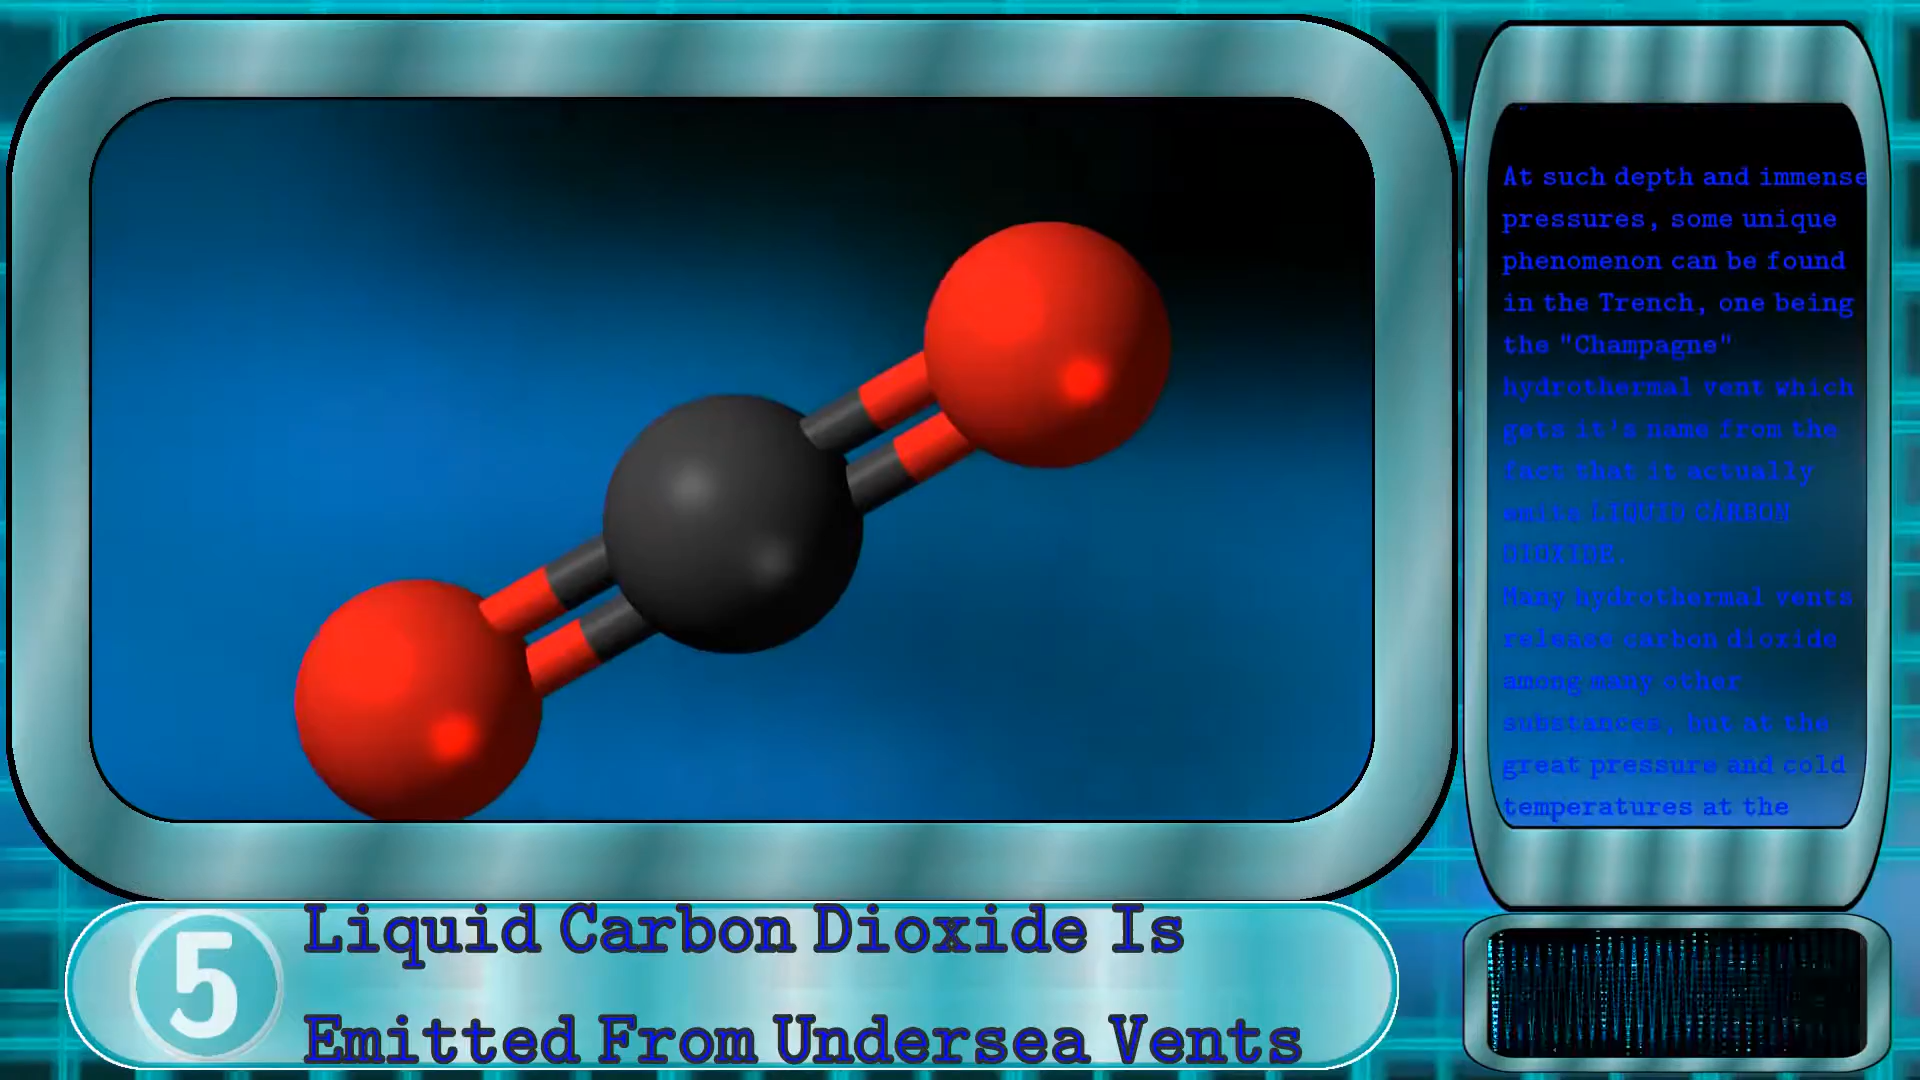 At such depth and immense
pressures, some unique
phenomenon can be found
in the Trench, one being
the "Champagne"
hydrothermal vent which
gets it's name from the
fact that it actually
emits LIQUID CARBON
DIOXIDE.
Many hydrothermal vents
release carbon dioxide
among many other
substances, but at the
great pressure and cold
temperatures at the
5
Liquid Carbon Dioxide Is
Emitted From Undersea Vents